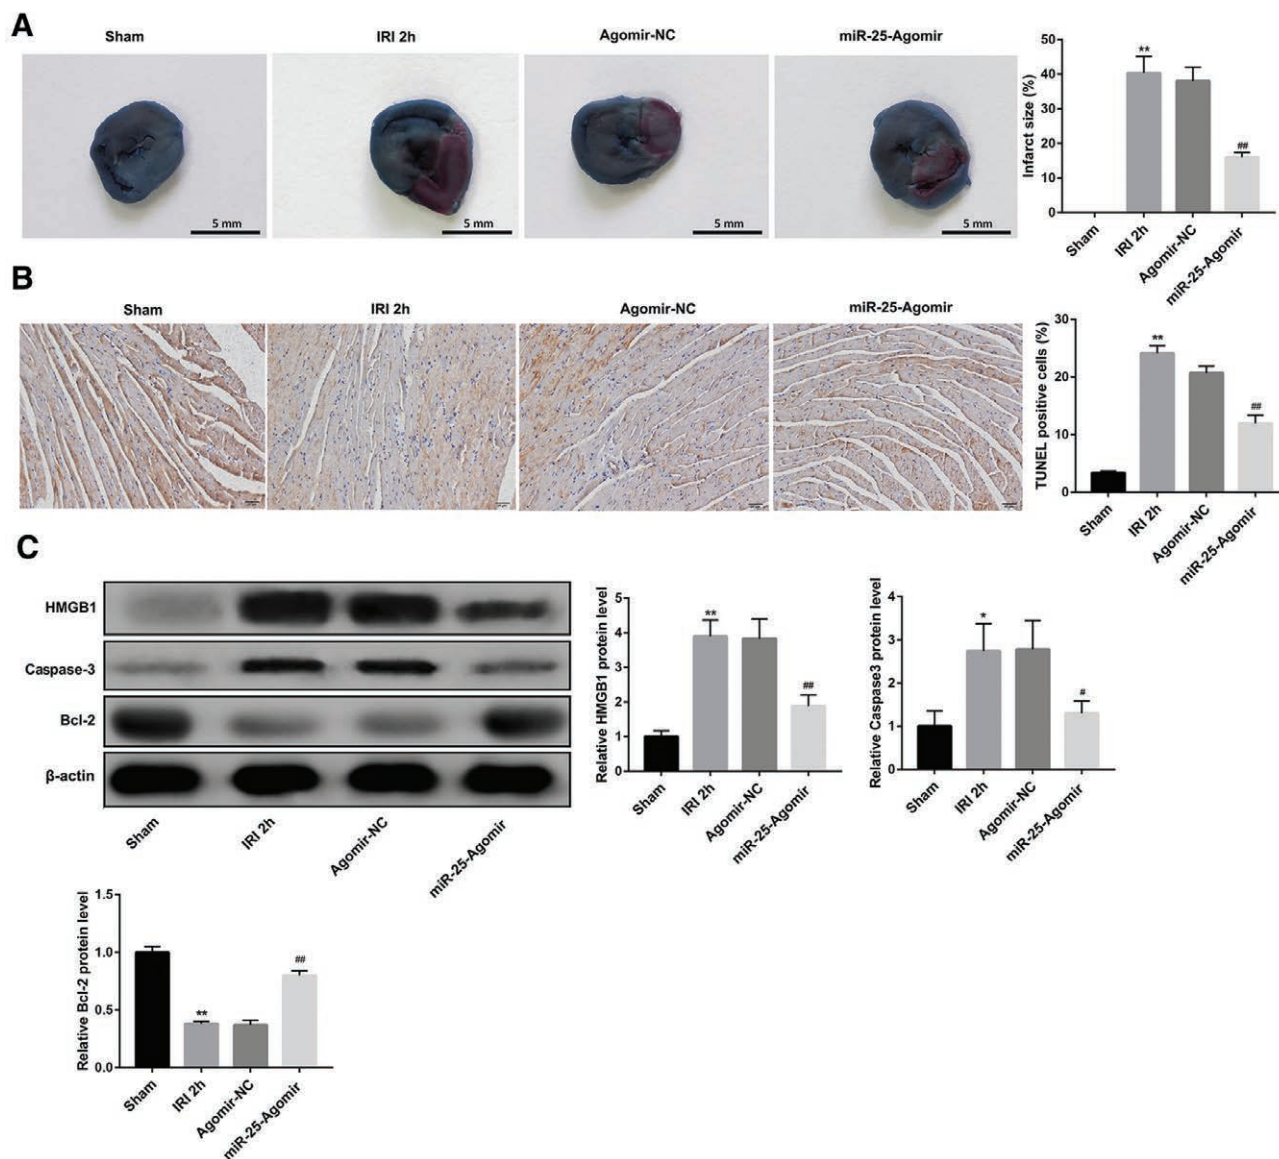 A
Sham
IRI 2h
Agomir-NC
miR-25-Agomir
5 mm
5 mm
5 mm
5 mm
Infarct size (%)
50
40
30
20
10
0
**
##
Sham
IRI 2h
Agomir-NC
miR-25-Agomir
B
Sham
IRI 2h
Agomir-NC
miR-25-Agomir
TUNEL positive cells (%)
30
20
10
0
**
##
Sham
IRI 2h
Agomir-NC
miR-25-Agomir
C
HMGB1
Caspase-3
Bcl-2
β-actin
Sham
IRI 2h
Agomir-NC
miR-25-Agomir
Relative HMGB1 protein level
5
4
3
2
1
0
**
##
Sham
IRI 2h
Agomir-NC
miR-25-Agomir
Relative Caspase3 protein level
4
3
2
1
0
*
#
Sham
IRI 2h
Agomir-NC
miR-25-Agomir
Relative Bcl-2 protein level
1.5
1.0
0.5
0.0
**
##
Sham
IRI 2h
Agomir-NC
miR-25-Agomir